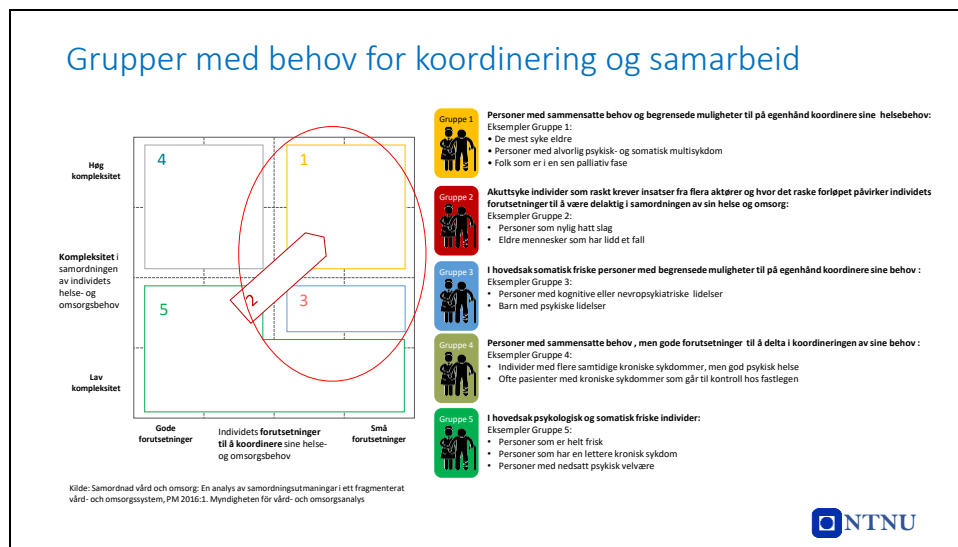 Grupper med behov for koordinering og samarbeid
4
1
2
3
5
Høg
kompleksitet
Kompleksitet i
samordningen
av individets
helse- og
omsorgsbehov
Lav
kompleksitet
Gode
forutsetninger
Individets forutsetninger
til å koordinere sine helse-
og omsorgsbehov
Små
forutsetninger
Gruppe 1
Personer med sammensatte behov og begrensede muligheter til på egenhånd koordinere sine helsebehov:
Eksempler Gruppe 1:
• De mest syke eldre
• Personer med alvorlig psykisk- og somatisk multisykdom
• Folk som er i en sen palliativ fase
Gruppe 2
Akuttsyke individer som raskt krever insatser fra flera aktører og hvor det raske forløpet påvirker individets
forutsetninger til å være delaktig i samordningen av sin helse og omsorg:
Eksempler Gruppe 2:
• Personer som nylig hatt slag
• Eldre mennesker som har lidd et fall
Gruppe 3
I hovedsak somatisk friske personer med begrensede muligheter til på egenhånd koordinere sine behov :
Eksempler Gruppe 3:
• Personer med kognitive eller nevropsykiatriske lidelser
• Barn med psykiske lidelser
Gruppe 4
Personer med sammensatte behov , men gode forutsetninger til å delta i koordineringen av sine behov :
Eksempler Gruppe 4:
• Individer med flere samtidige kroniske sykdommer, men god psykisk helse
• Ofte pasienter med kroniske sykdommer som går til kontroll hos fastlegen
Gruppe 5
I hovedsak psykologisk og somatisk friske individer:
Eksempler Gruppe 5:
• Personer som er helt frisk
• Personer som har en lettere kronisk sykdom
• Personer med nedsatt psykisk velvære
Kilde: Samordnad vård och omsorg: En analys av samordningsutmaningar i ett fragmenterat
vård- och omsorgssystem, PM 2016:1. Myndigheten för vård- och omsorgsanalys
NTNU